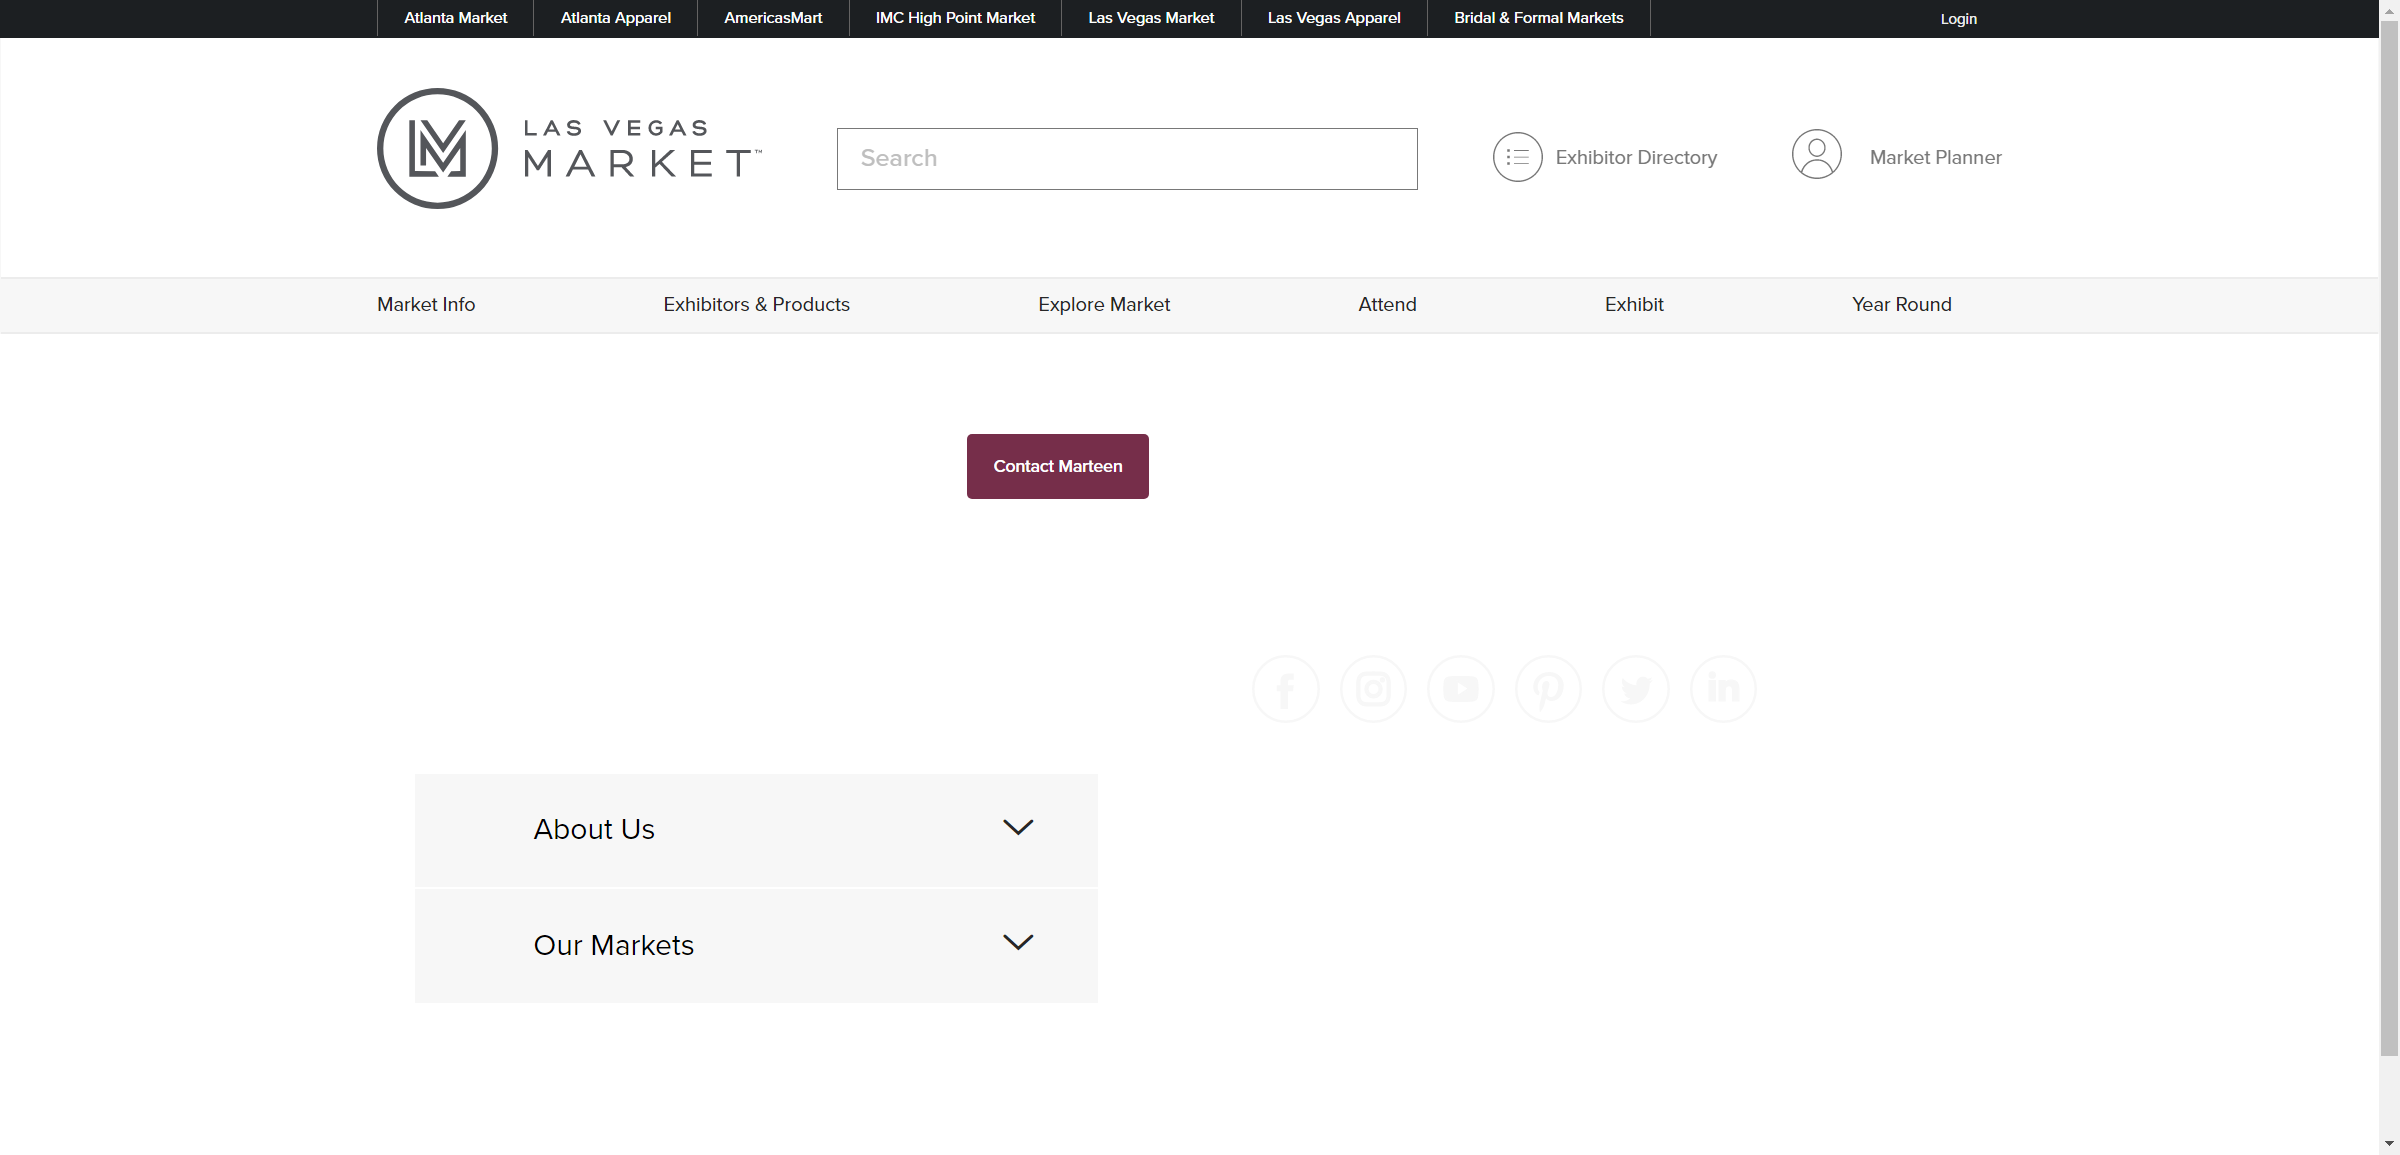 Atlanta Market
Atlanta Apparel
AmericasMart
IMC High Point Market
Las Vegas Market
Las Vegas Apparel
Bridal & Formal Markets
Login
LAS VEGAS
MARKET™
Search
Exhibitor Directory
Market Planner
Market Info
Exhibitors & Products
Explore Market
Attend
Exhibit
Year Round
Contact Marteen
About Us
Our Markets